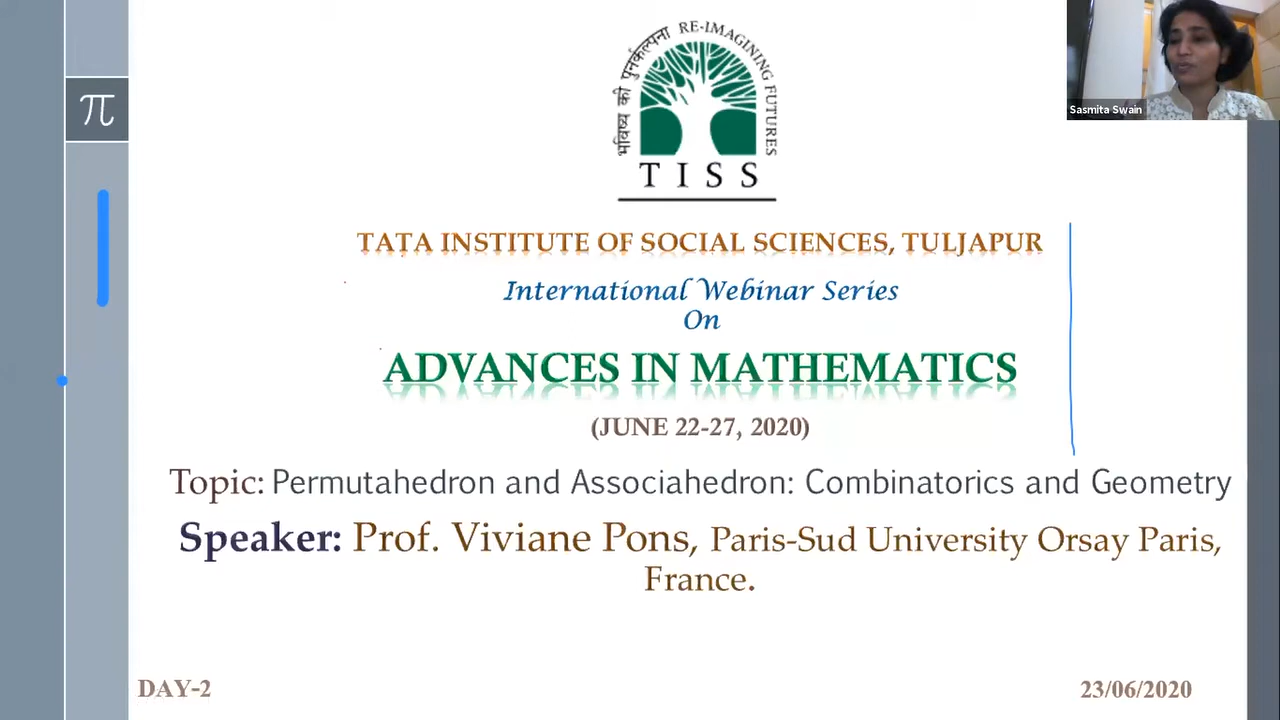 भविष्य की पुनर्कल्पना RE-IMAGINING FUTURES
TISS
Sasmita Swain
π
TATA INSTITUTE OF SOCIAL SCIENCES, TULJAPUR
International Webinar Series
On
ADVANCES IN MATHEMATICS
(JUNE 22-27, 2020)
Topic: Permutahedron and Associahedron: Combinatorics and Geometry
Speaker: Prof. Viviane Pons, Paris-Sud University Orsay Paris,
France.
DAY-2
23/06/2020